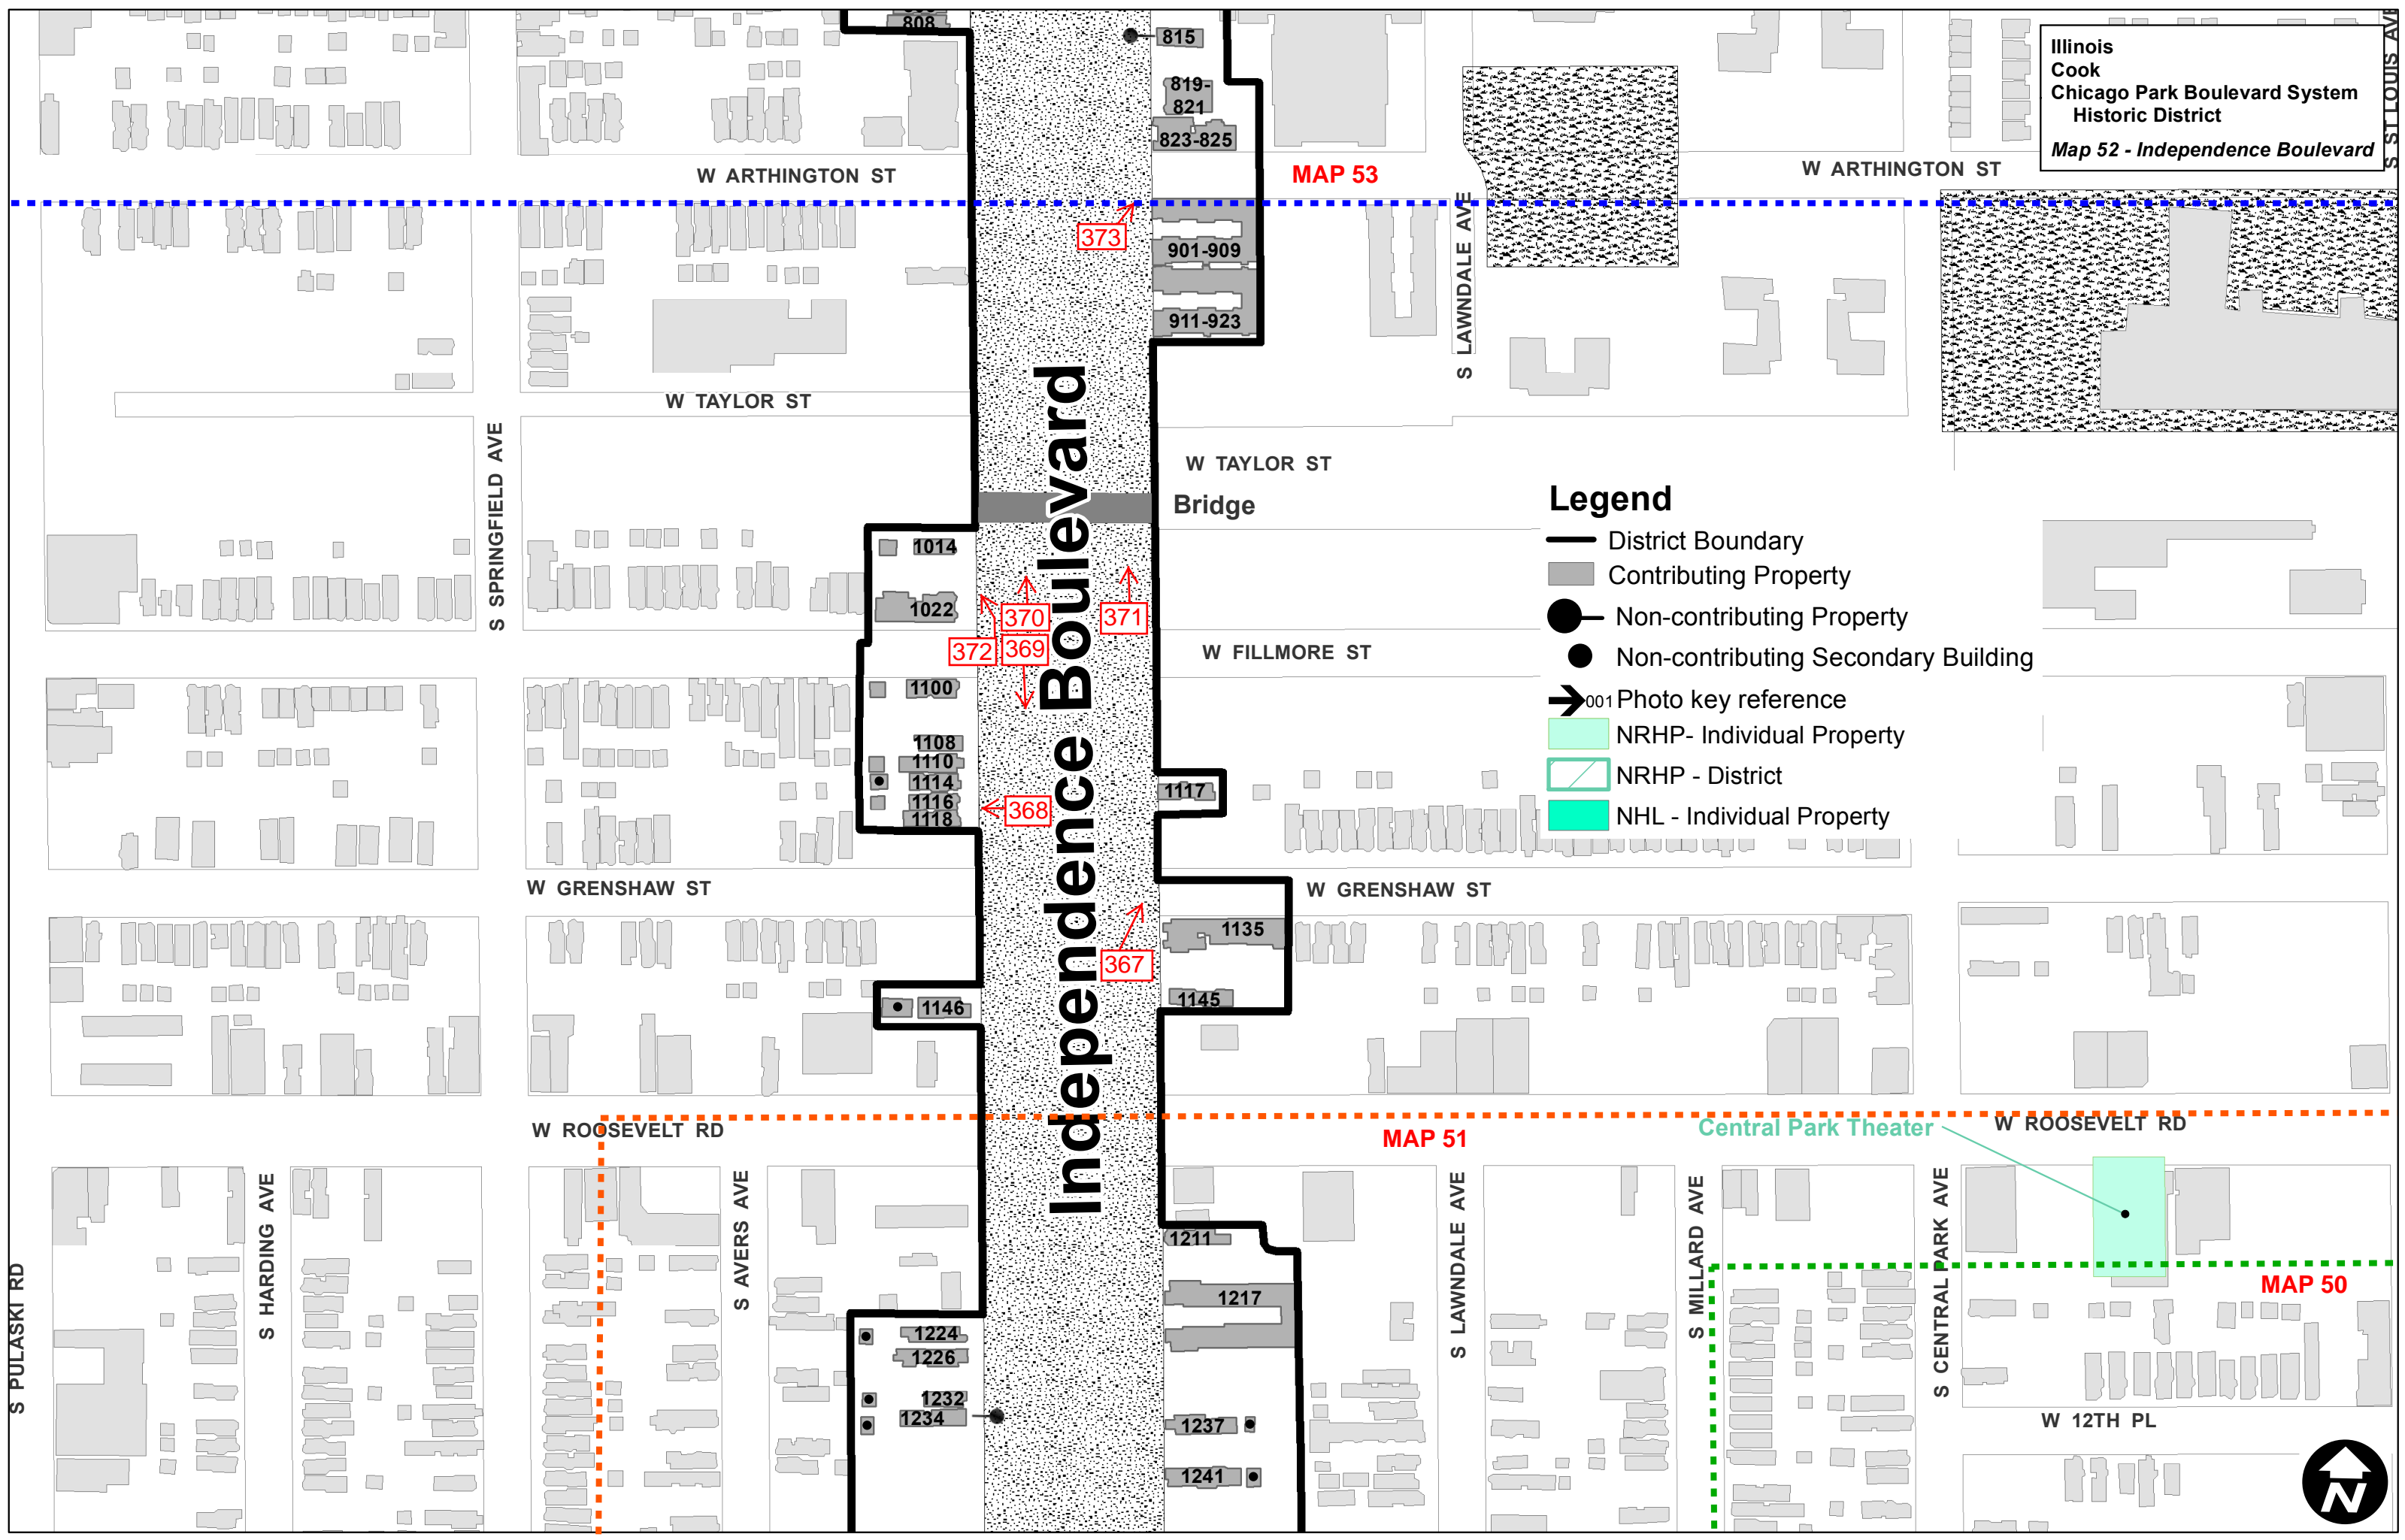 808
815
Illinois
Cook
Chicago Park Boulevard System
Historic District
Map 52 - Independence Boulevard
S ST LOUIS AVE
819-
821
823-825
W ARTHINGTON ST
MAP 53
W ARTHINGTON ST
373
901-909
911-923
S LAWNDALE AVE
W TAYLOR ST
W TAYLOR ST
S SPRINGFIELD AVE
Bridge
Independence Boulevard
Legend
District Boundary
Contributing Property
Non-contributing Property
Non-contributing Secondary Building
001 Photo key reference
NRHP- Individual Property
NRHP - District
NHL - Individual Property
1014
1022
370
371
372
369
W FILLMORE ST
1100
1108
1110
1114
1116
1118
368
1117
W GRENSHAW ST
W GRENSHAW ST
1135
367
1145
1146
W ROOSEVELT RD
MAP 51
Central Park Theater
W ROOSEVELT RD
S PULASKI RD
S HARDING AVE
S AVERS AVE
S LAWNDALE AVE
S MILLARD AVE
S CENTRAL PARK AVE
1211
1217
MAP 50
1224
1226
1232
1234
1237
1241
W 12TH PL
N